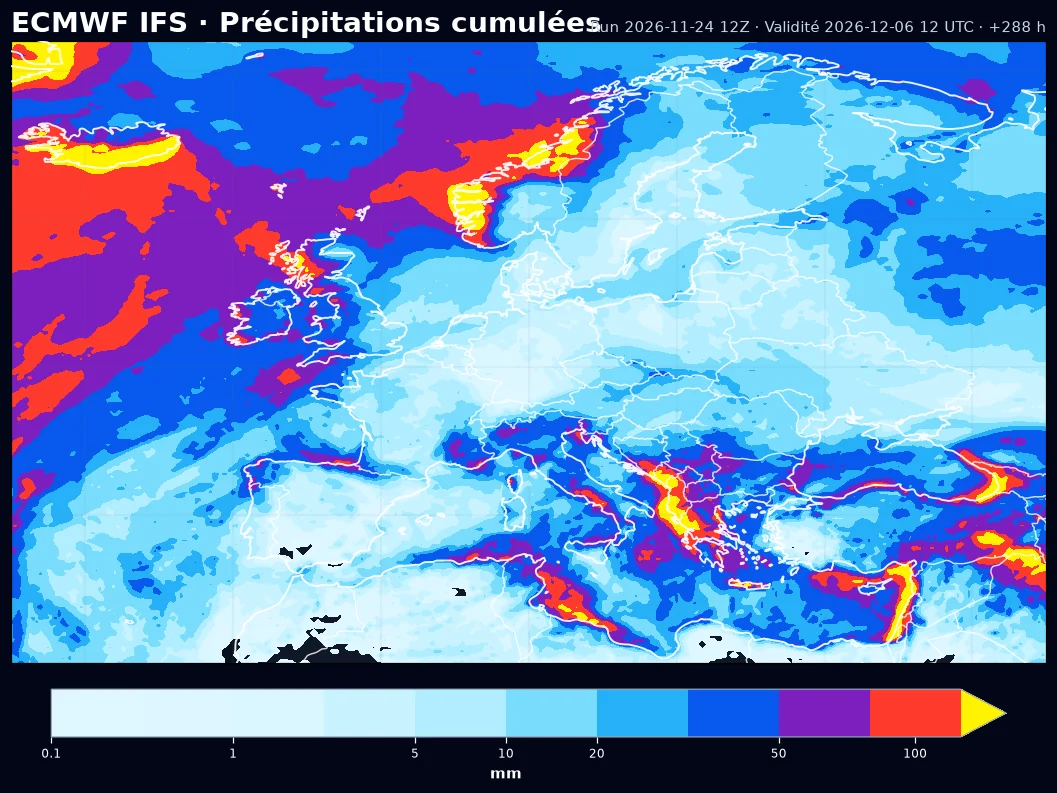 ECMWF IFS · Précipitations cumulées
Run 2026-11-24 12Z · Validité 2026-12-06 12 UTC · +288 h
0.1 1 5 10 20 50 100
mm